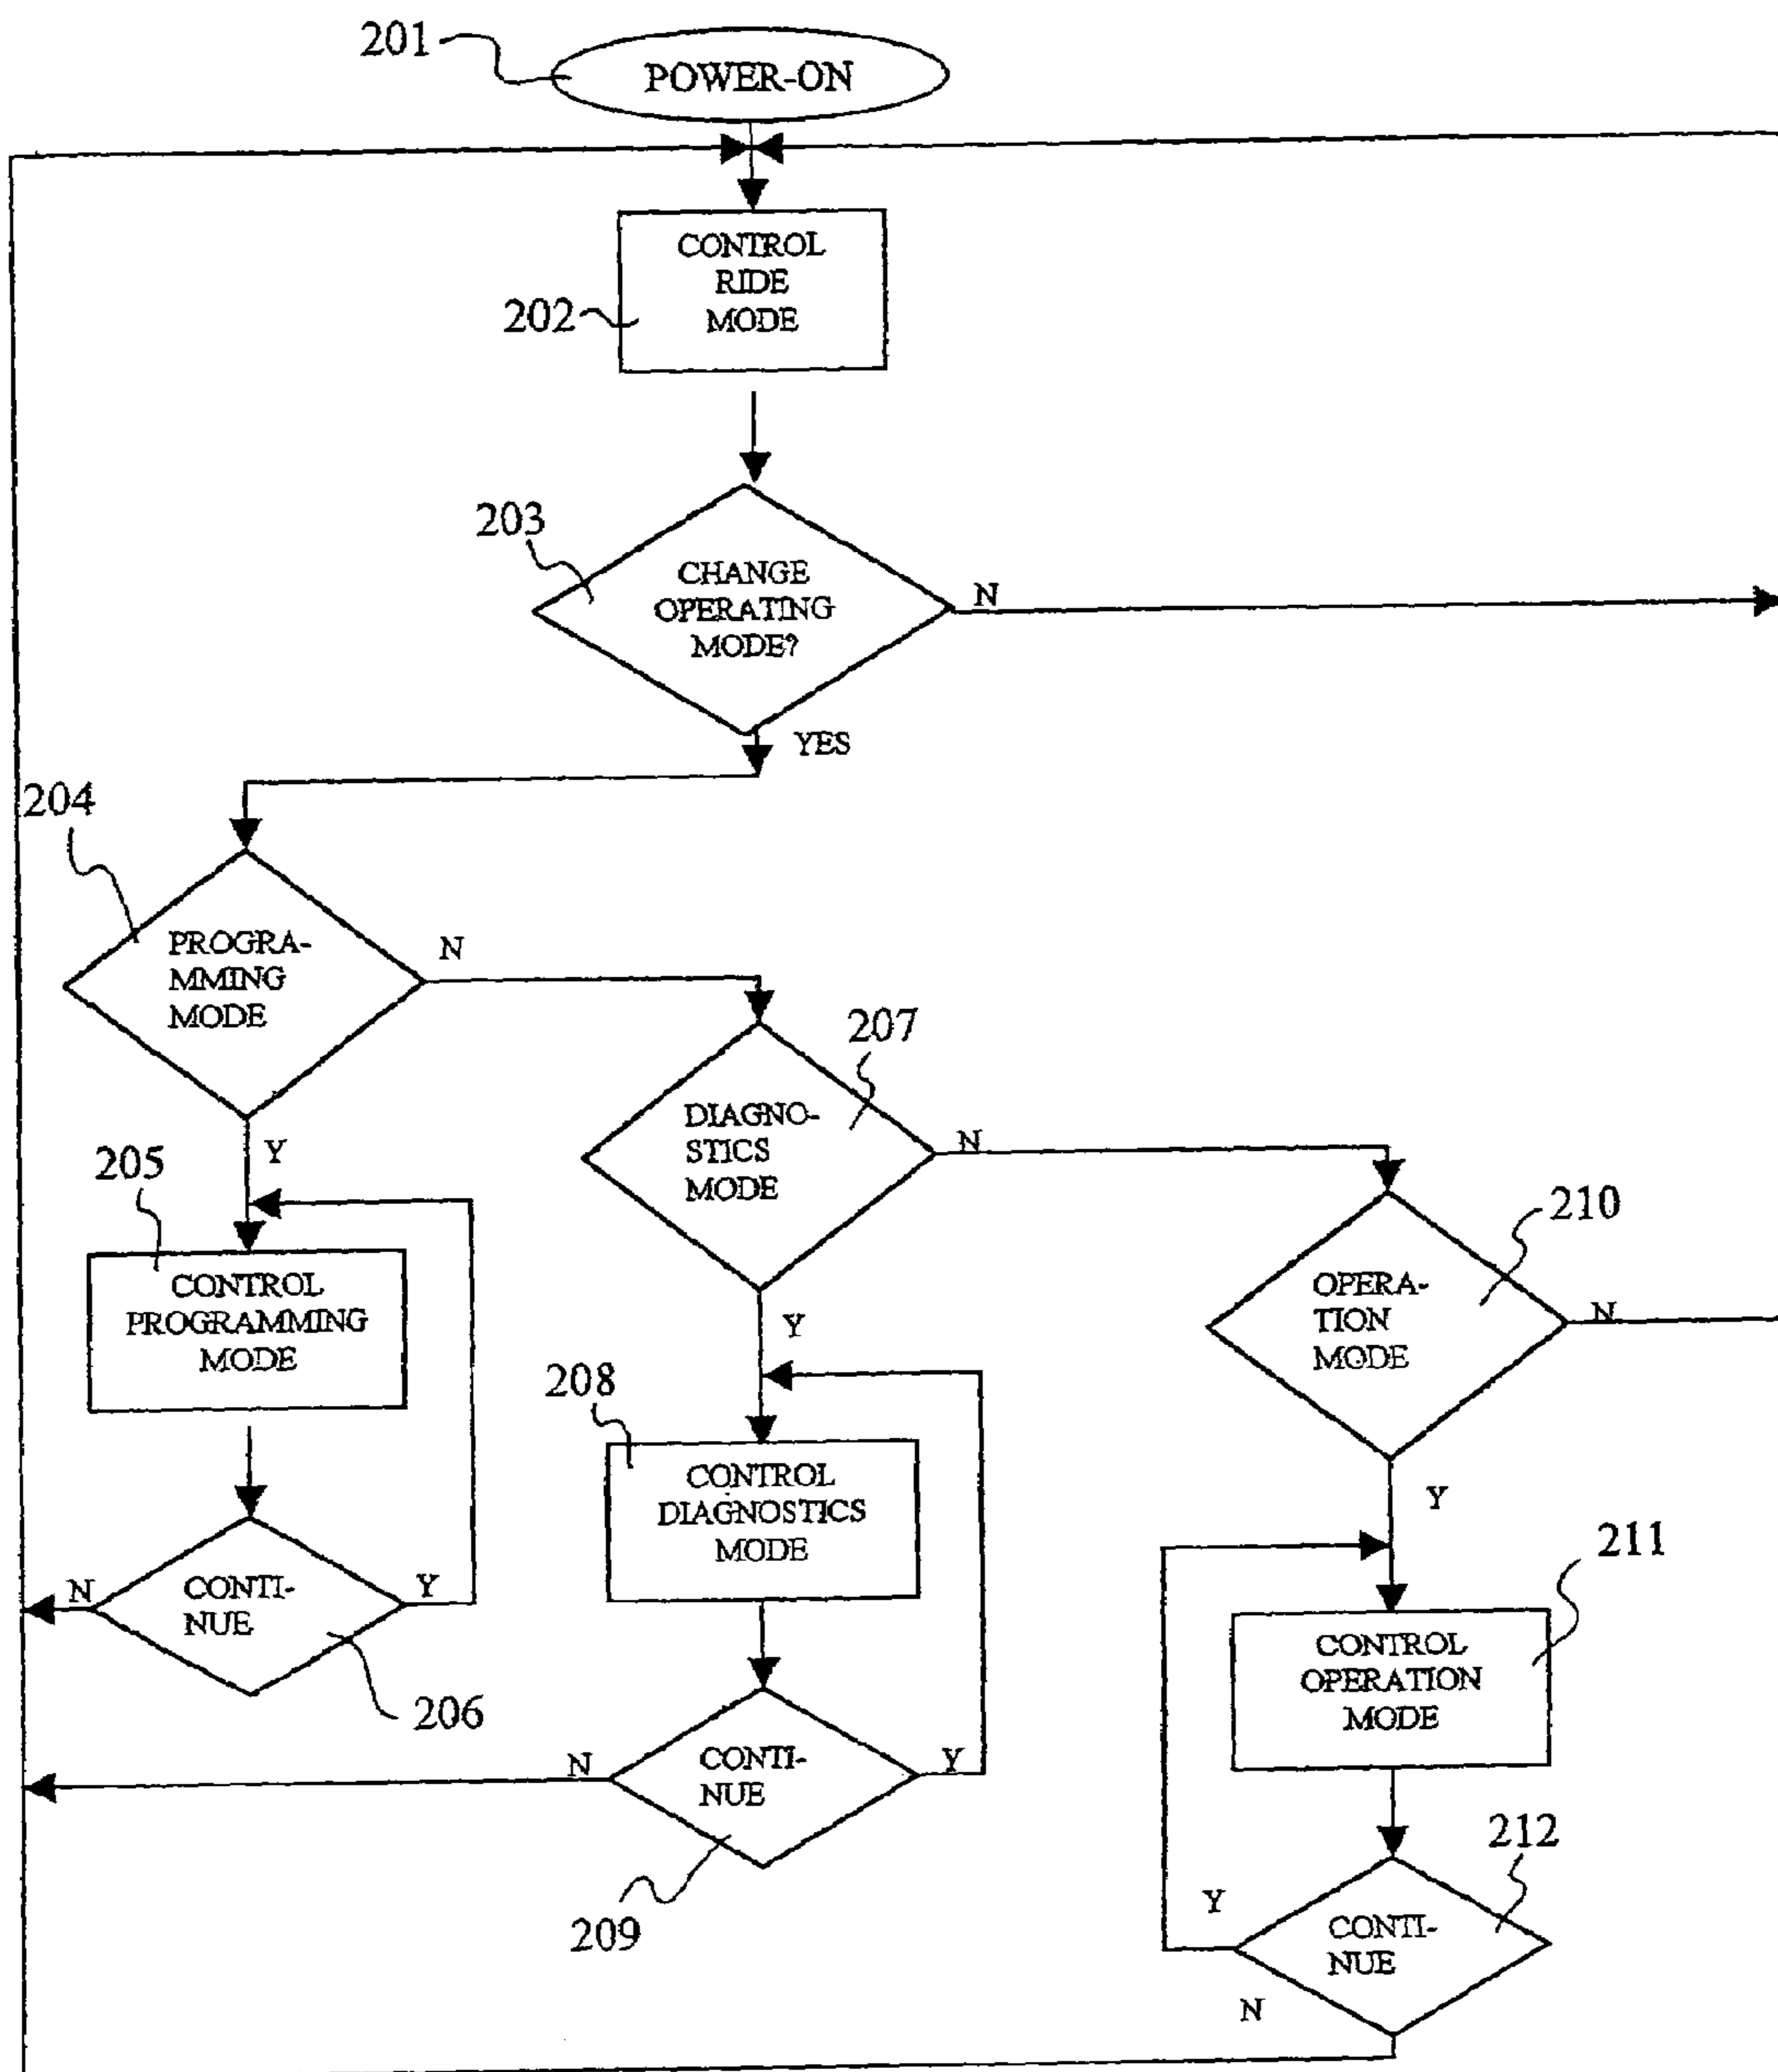 201
POWER-ON
CONTROL
RIDE
MODE
202
203
CHANGE
OPERATING
MODE?
N
YES
204
PROGRA-
MMING
MODE
N
207
DIAGNO-
STICS
MODE
N
Y
205
CONTROL
PROGRAMMING
MODE
210
OPERA-
TION
MODE
N
Y
208
CONTROL
DIAGNOSTICS
MODE
Y
211
N
CONTI-
NUE
Y
206
CONTROL
OPERATION
MODE
N
CONTI-
NUE
Y
209
212
Y
CONTI-
NUE
N